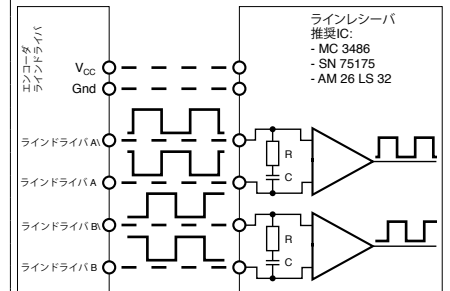 エンコーダ
ラインドライバ
ラインレシーバ
推奨IC:
- MC 3486
- SN 75175
- AM 26 LS 32
VCC
Gnd
ラインドライバ A\
ラインドライバ A
ラインドライバ B\
ラインドライバ B
R
C
R
C